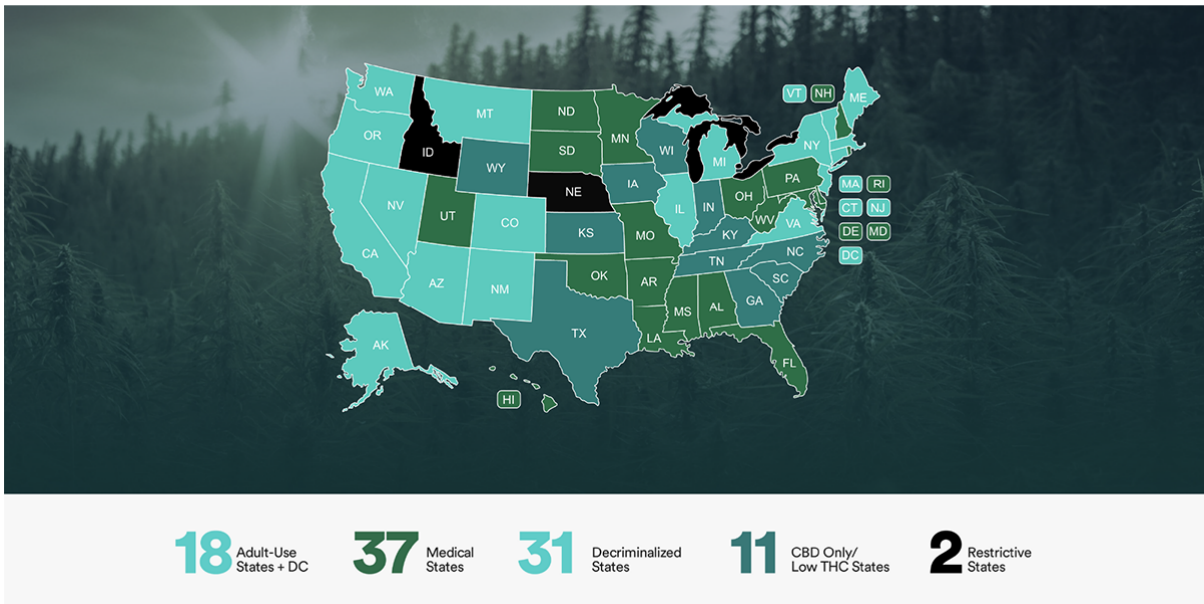 WA
MT
ND
MN
VT NH
ME
OR
ID
SD
WI
MI
NY
WY
IA
PA
MA RI
NE
NV
UT
CO
IL
IN
OH
WV
VA
CT NJ
KS
MO
KY
DE MD
CA
TN
NC
DC
AZ
NM
OK
AR
SC
GA
MS
AL
TX
LA
FL
AK
HI
18 Adult-Use
States + DC
37 Medical
States
31 Decriminalized
States
11 CBD Only/
Low THC States
2 Restrictive
States